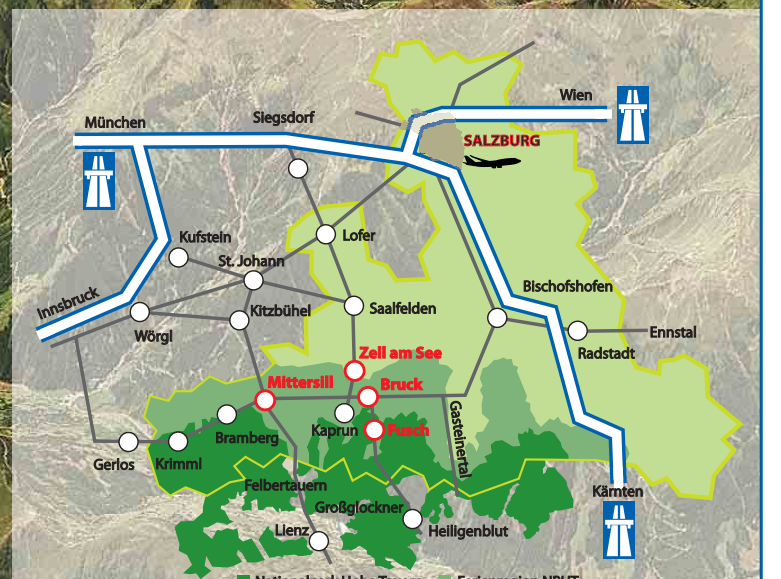 Wien
München
Siegsdorf
SALZBURG
Kufstein
Lofer
St. Johann
Bischofshofen
Innsbruck
Kitzbühel
Saalfelden
Wörgl
Ennstal
Radstadt
Zell am See
Mittersill
Bruck
Gasteinertal
Kaprun
Fusch
Bramberg
Gerlos
Krimml
Felbertauern
Kärnten
Großglockner
Lienz
Heiligenblut